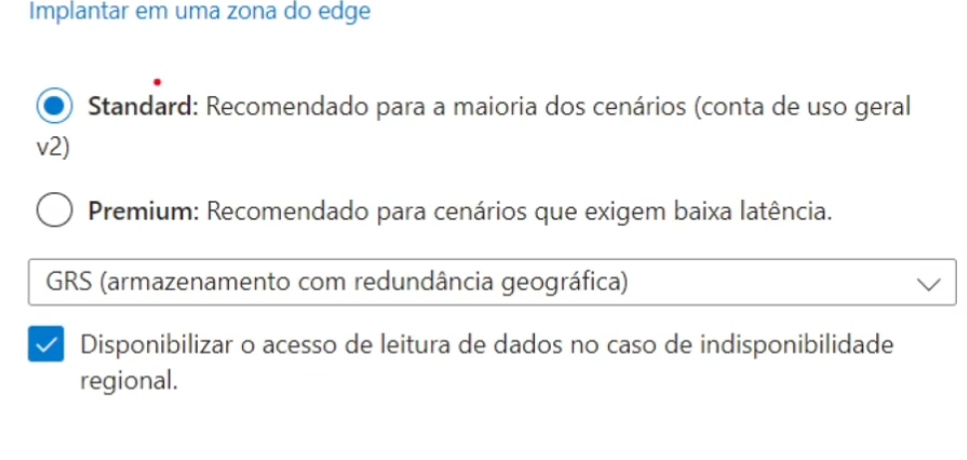 Implantar em uma zona do edge
Standard: Recomendado para a maioria dos cenários (conta de uso geral
v2)
Premium: Recomendado para cenários que exigem baixa latência.
GRS (armazenamento com redundância geográfica)
Disponibilizar o acesso de leitura de dados no caso de indisponibilidade
regional.